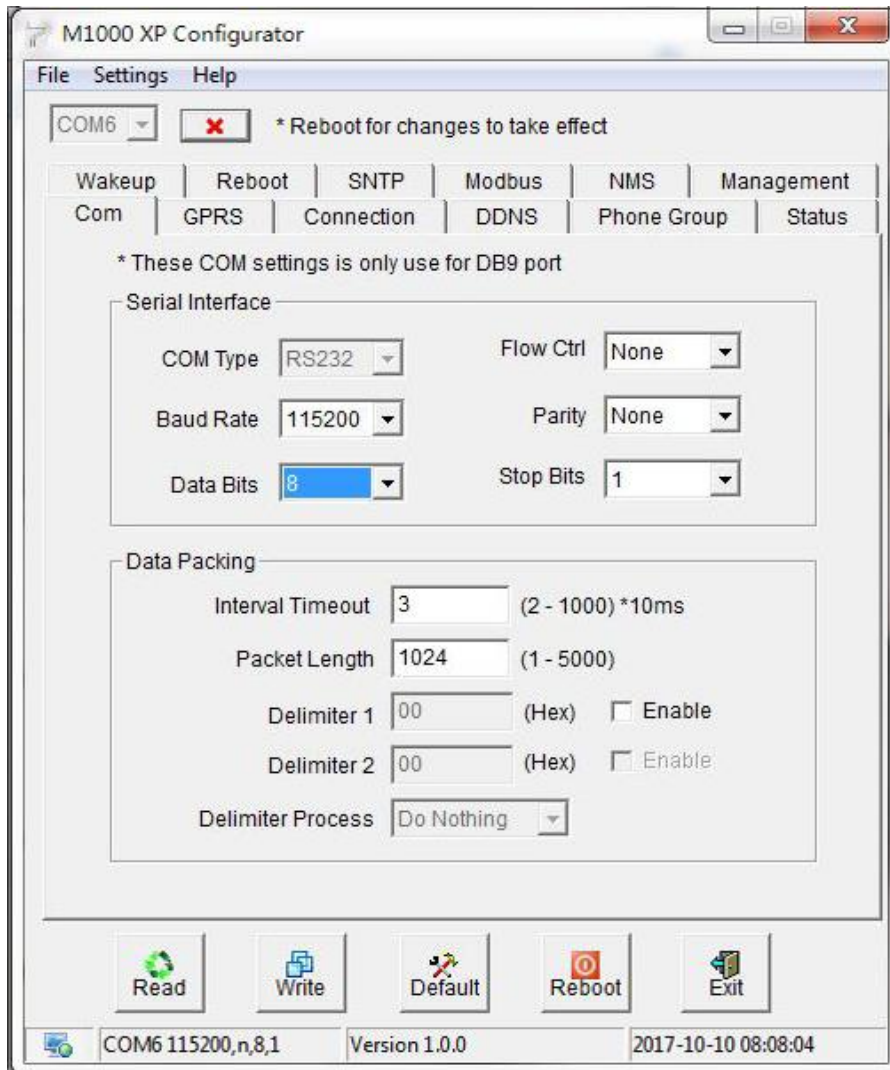 M1000 XP Configurator
File Settings Help
COM6 * Reboot for changes to take effect
Wakeup Reboot SNTP Modbus NMS Management
Com GPRS Connection DDNS Phone Group Status
* These COM settings is only use for DB9 port
Serial Interface
COM Type RS232 Flow Ctrl None
Baud Rate 115200 Parity None
Data Bits 8 Stop Bits 1
Data Packing
Interval Timeout 3 (2 - 1000) *10ms
Packet Length 1024 (1 - 5000)
Delimiter 1 00 (Hex) Enable
Delimiter 2 00 (Hex) Enable
Delimiter Process Do Nothing
Read Write Default Reboot Exit
COM6 115200,n,8,1 Version 1.0.0 2017-10-10 08:08:04